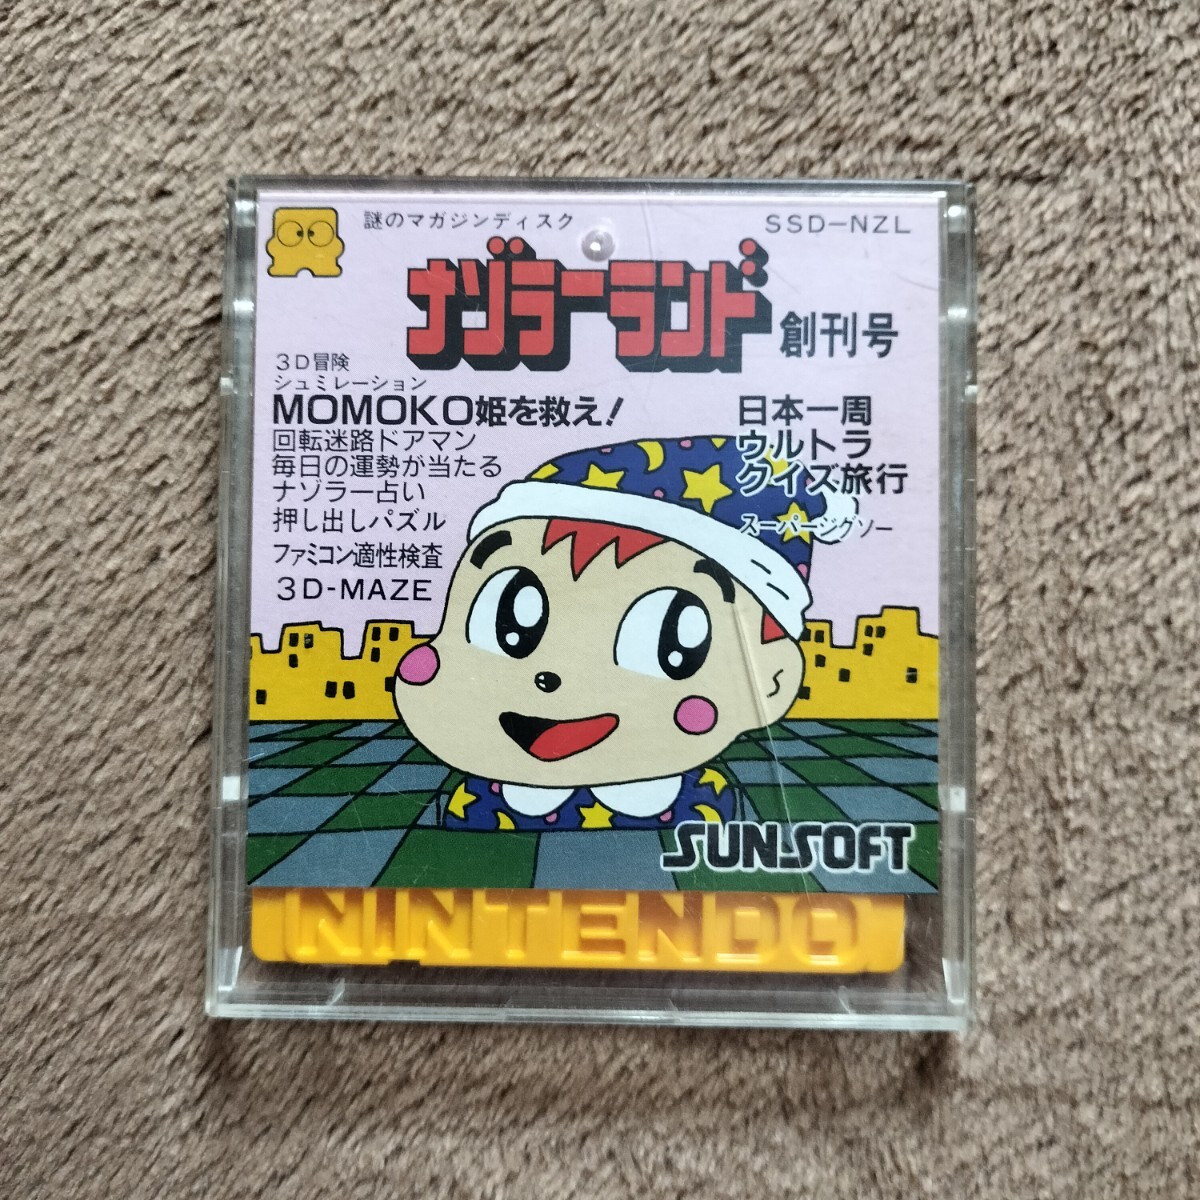 謎のマガジンディスク
SSD-NZL
ナゾラーランド
創刊号
3D冒険
シュミレーション
MOMOKO姫を救え!
回転迷路ドアマン
毎日の運勢が当たる
ナゾラー占い
押し出しパズル
ファミコン適性検査
3D-MAZE
日本一周
ウルトラ
クイズ旅行
スーパージグソー
SUNSOFT
NINTENDO